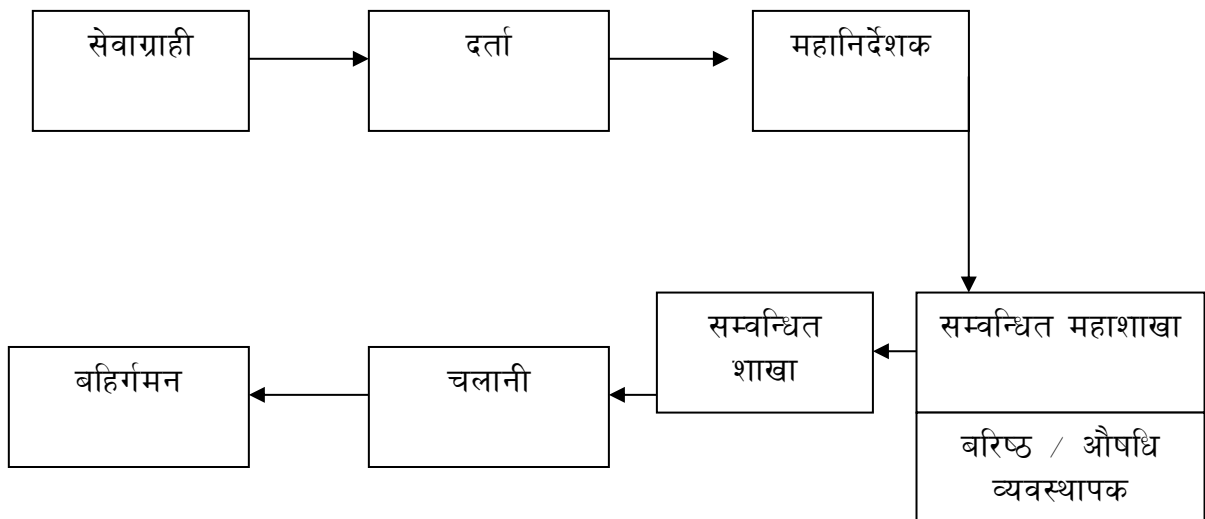 सेवाग्राही
दर्ता
महानिर्देशक
सम्वन्धित महाशाखा
बरिष्ठ / औषधि
व्यवस्थापक
सम्वन्धित
शाखा
चलानी
बहिर्गमन